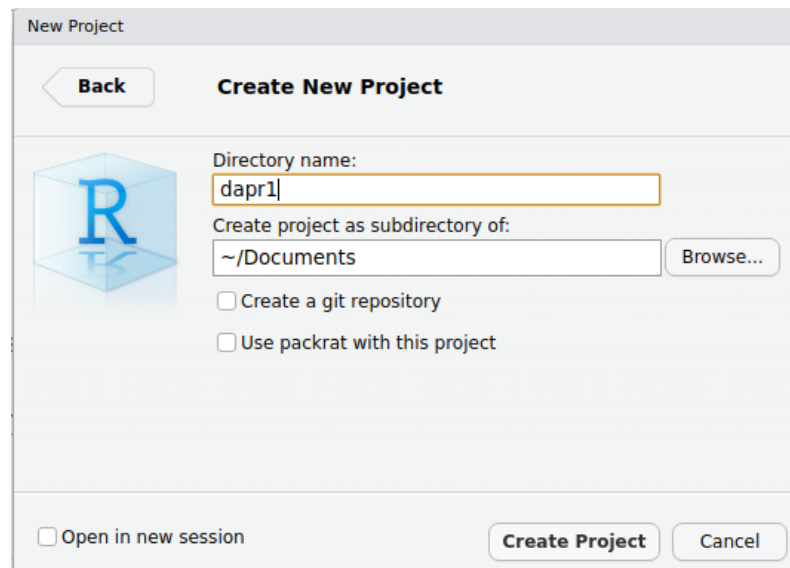 New Project
Back
Create New Project
R
Directory name:
dapr1
Create project as subdirectory of:
~/Documents
Browse...
Create a git repository
Use packrat with this project
Open in new session
Create Project
Cancel